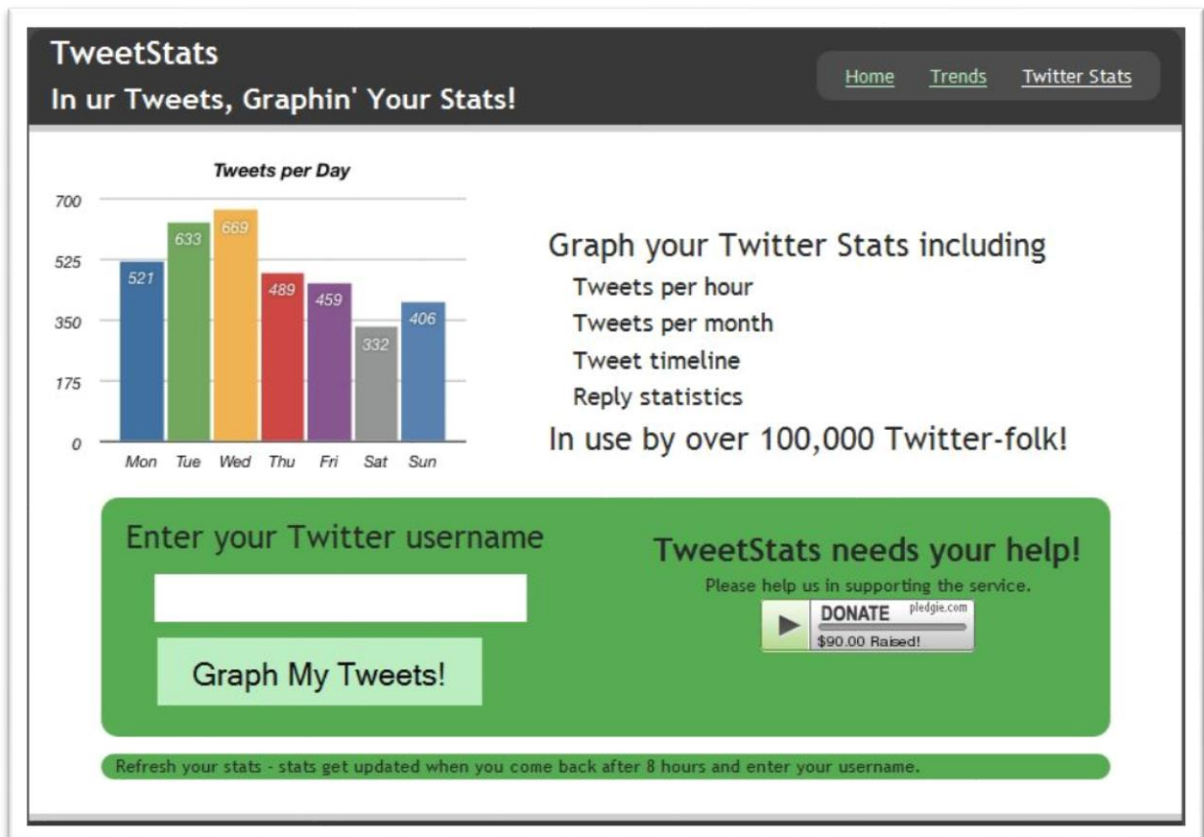 TweetStats
In ur Tweets, Graphin' Your Stats!
Home Trends Twitter Stats
Tweets per Day
700
525
350
175
0
521
633
669
489
459
332
406
Mon Tue Wed Thu Fri Sat Sun
Graph your Twitter Stats including
Tweets per hour
Tweets per month
Tweet timeline
Reply statistics
In use by over 100,000 Twitter-folk!
Enter your Twitter username
Graph My Tweets!
TweetStats needs your help!
Please help us in supporting the service.
DONATE pledgie.com
$90.00 Raised!
Refresh your stats - stats get updated when you come back after 8 hours and enter your username.